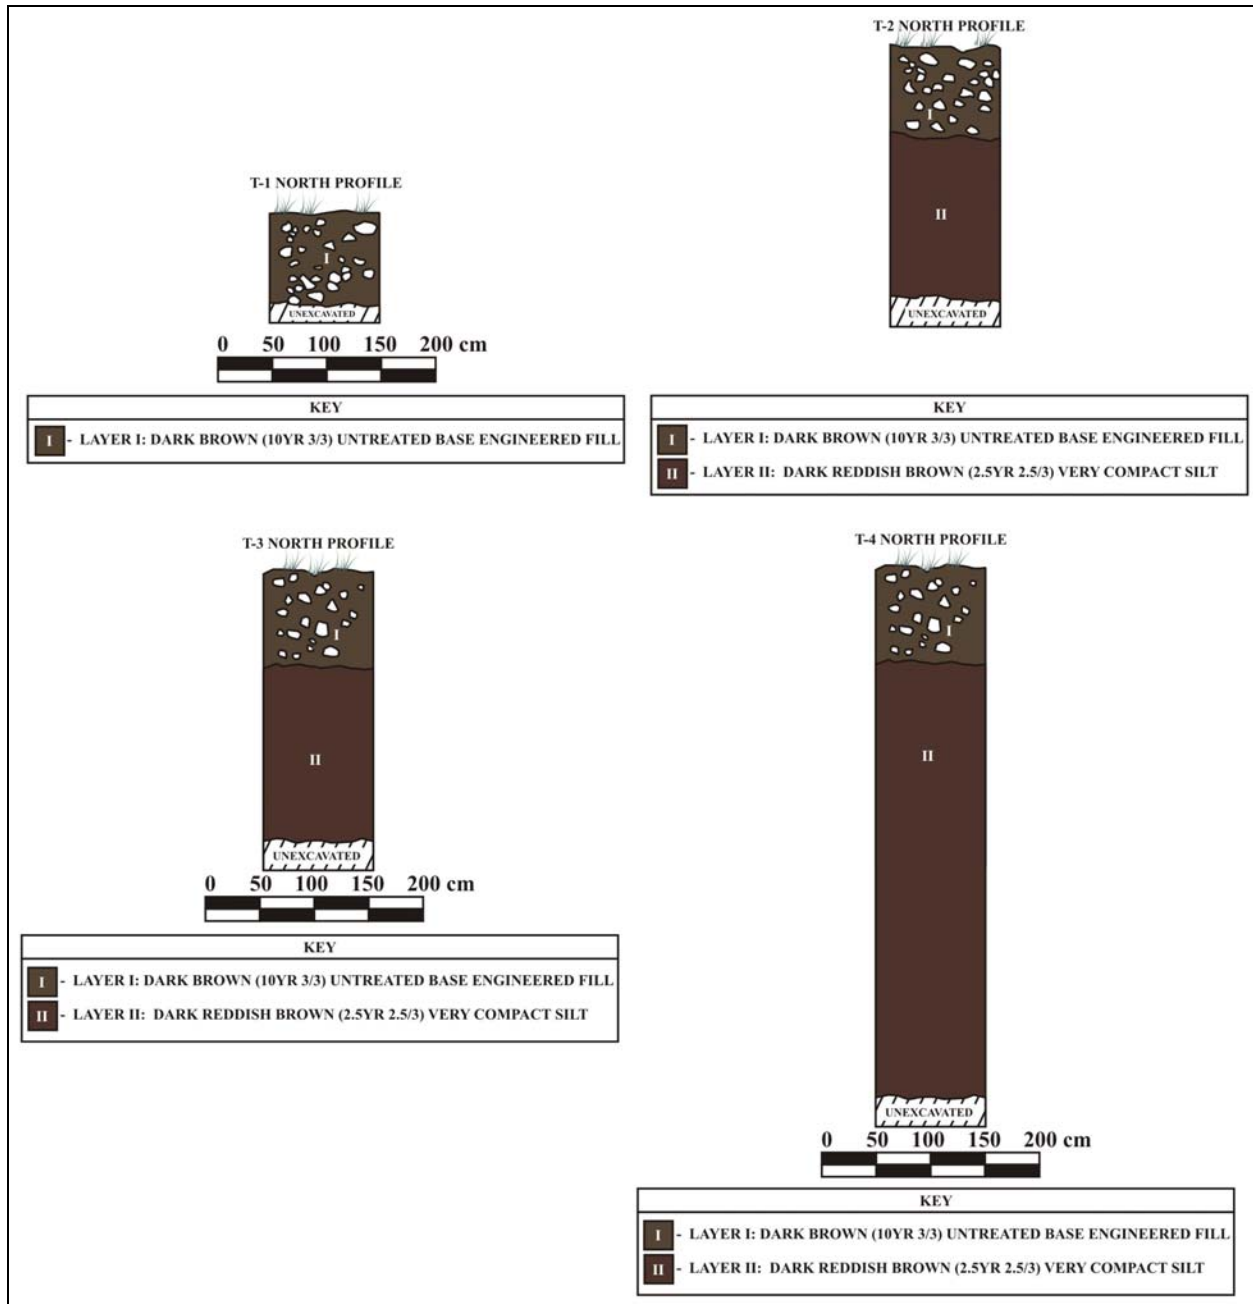 T-1 NORTH PROFILE
I
UNEXCAVATED
0 50 100 150 200 cm
KEY
I - LAYER I: DARK BROWN (10YR 3/3) UNTREATED BASE ENGINEERED FILL
T-2 NORTH PROFILE
I
II
UNEXCAVATED
KEY
I - LAYER I: DARK BROWN (10YR 3/3) UNTREATED BASE ENGINEERED FILL
II - LAYER II: DARK REDDISH BROWN (2.5YR 2.5/3) VERY COMPACT SILT
T-3 NORTH PROFILE
I
II
UNEXCAVATED
0 50 100 150 200 cm
KEY
I - LAYER I: DARK BROWN (10YR 3/3) UNTREATED BASE ENGINEERED FILL
II - LAYER II: DARK REDDISH BROWN (2.5YR 2.5/3) VERY COMPACT SILT
T-4 NORTH PROFILE
I
II
UNEXCAVATED
0 50 100 150 200 cm
KEY
I - LAYER I: DARK BROWN (10YR 3/3) UNTREATED BASE ENGINEERED FILL
II - LAYER II: DARK REDDISH BROWN (2.5YR 2.5/3) VERY COMPACT SILT